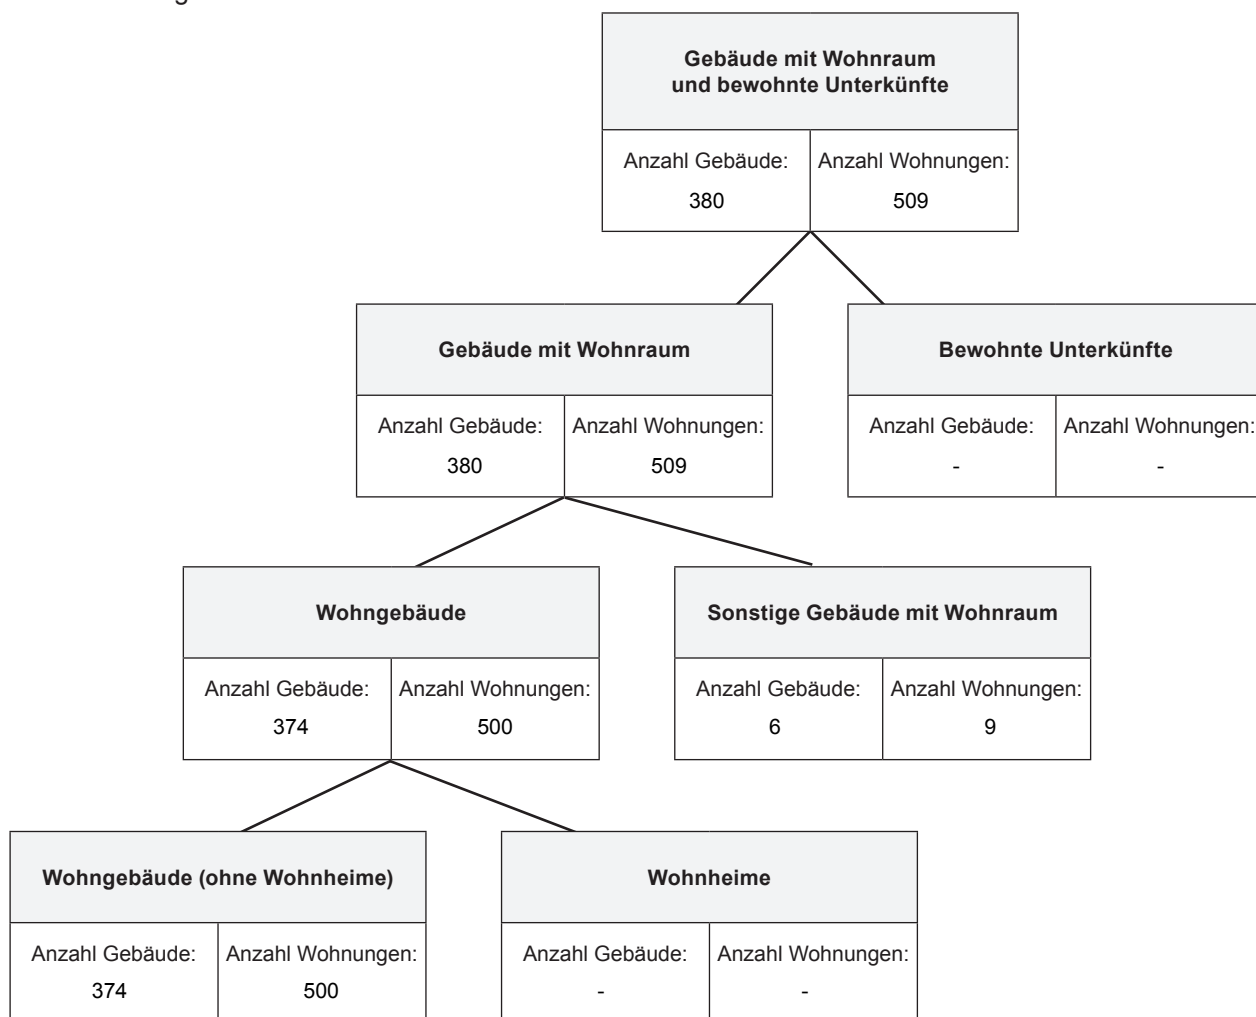 Gebäude mit Wohnraum
und bewohnte Unterkünfte
Anzahl Gebäude: Anzahl Wohnungen:
380 509
Gebäude mit Wohnraum
Anzahl Gebäude: Anzahl Wohnungen:
380 509
Bewohnte Unterkünfte
Anzahl Gebäude: Anzahl Wohnungen:
- -
Wohngebäude
Anzahl Gebäude: Anzahl Wohnungen:
374 500
Sonstige Gebäude mit Wohnraum
Anzahl Gebäude: Anzahl Wohnungen:
6 9
Wohngebäude (ohne Wohnheime)
Anzahl Gebäude: Anzahl Wohnungen:
374 500
Wohnheime
Anzahl Gebäude: Anzahl Wohnungen:
- -